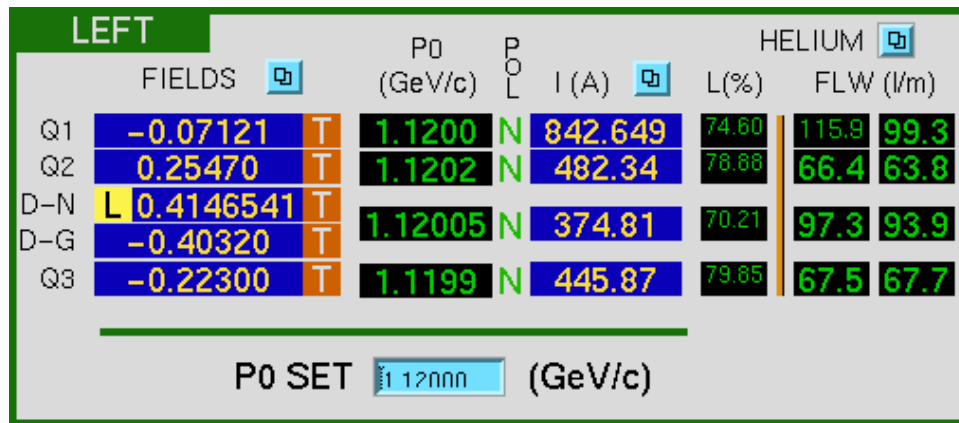 LEFT
FIELDS P0 (GeV/c) POL I (A) HELIUM L(%) FLW (l/m)
Q1 −0.07121 T 1.1200 N 842.649 74.60 115.9 99.3
Q2 0.25470 T 1.1202 N 482.34 78.88 66.4 63.8
D−N L 0.4146541 T 1.12005 N 374.81 70.21 97.3 93.9
D−G −0.40320 T
Q3 −0.22300 T 1.1199 N 445.87 79.85 67.5 67.7
P0 SET 1.12000 (GeV/c)